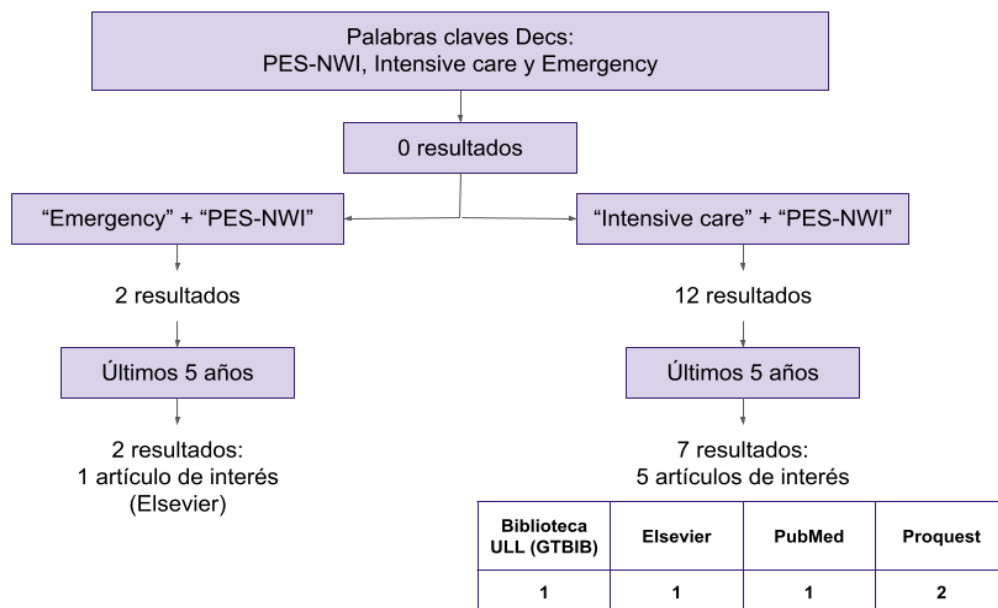 Palabras claves Decs:
PES-NWI, Intensive care y Emergency
0 resultados
“Emergency” + “PES-NWI”
“Intensive care” + “PES-NWI”
2 resultados
12 resultados
Últimos 5 años
Últimos 5 años
2 resultados:
1 artículo de interés
(Elsevier)
7 resultados:
5 artículos de interés
Biblioteca
ULL (GTBIB)
Elsevier
PubMed
Proquest
1
1
1
2